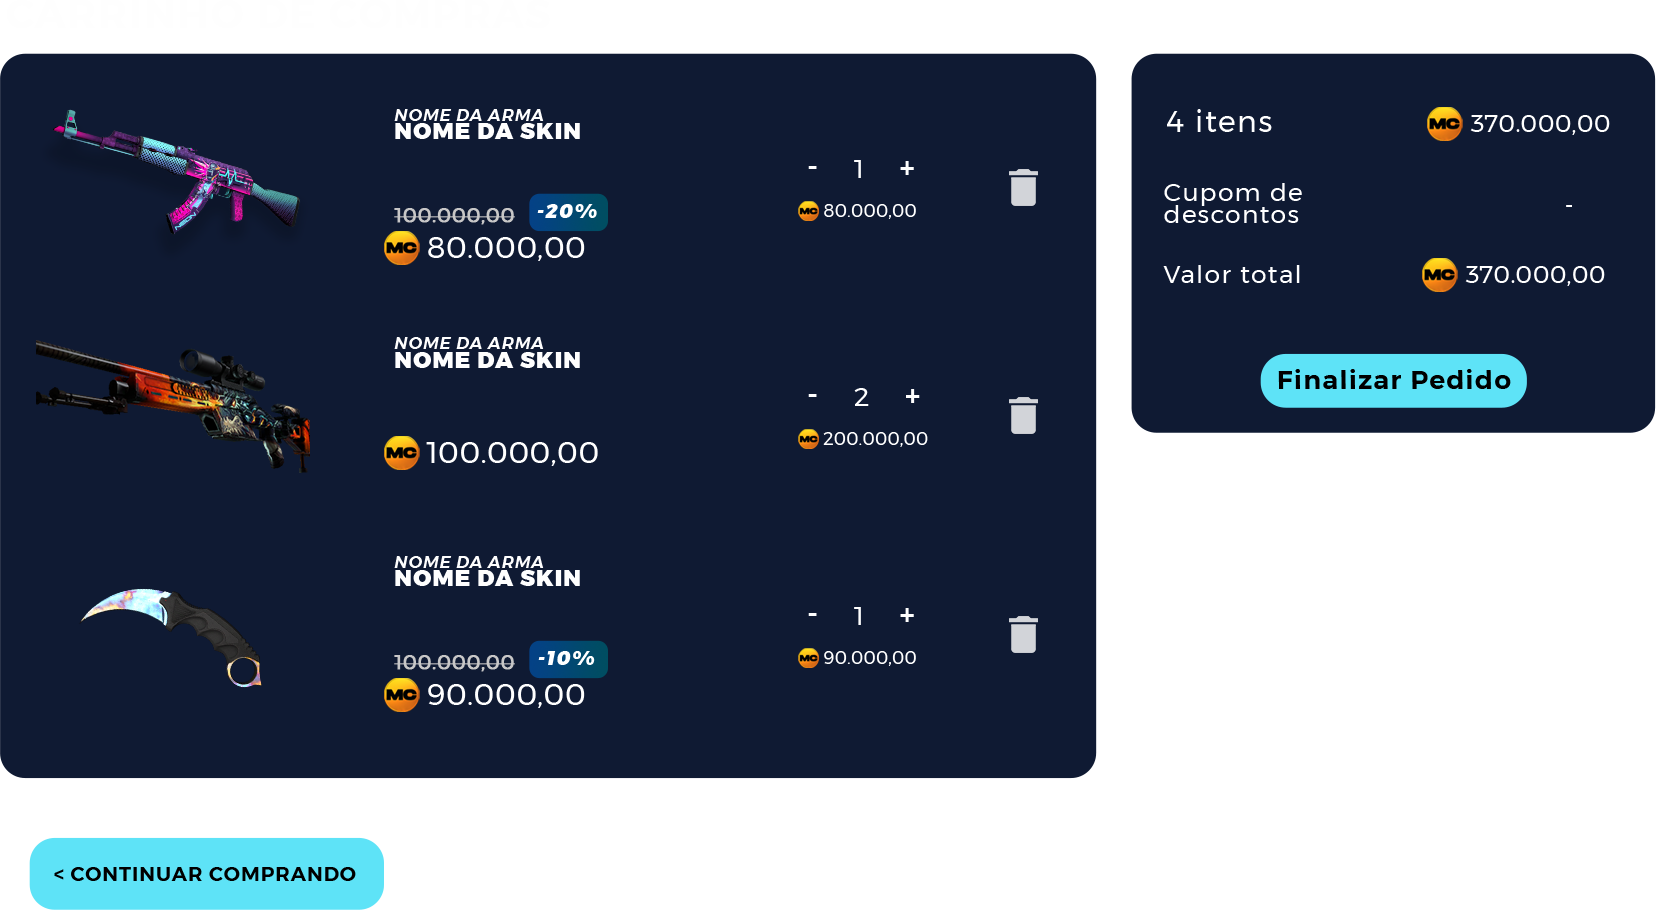 NOME DA ARMA
NOME DA SKIN
100.000,00 -20%
MC 80.000,00
- 1 +
MC 80.000,00
NOME DA ARMA
NOME DA SKIN
MC 100.000,00
- 2 +
MC 200.000,00
NOME DA ARMA
NOME DA SKIN
100.000,00 -10%
MC 90.000,00
- 1 +
MC 90.000,00
4 itens MC 370.000,00
Cupom de
descontos -
Valor total MC 370.000,00
Finalizar Pedido
< CONTINUAR COMPRANDO